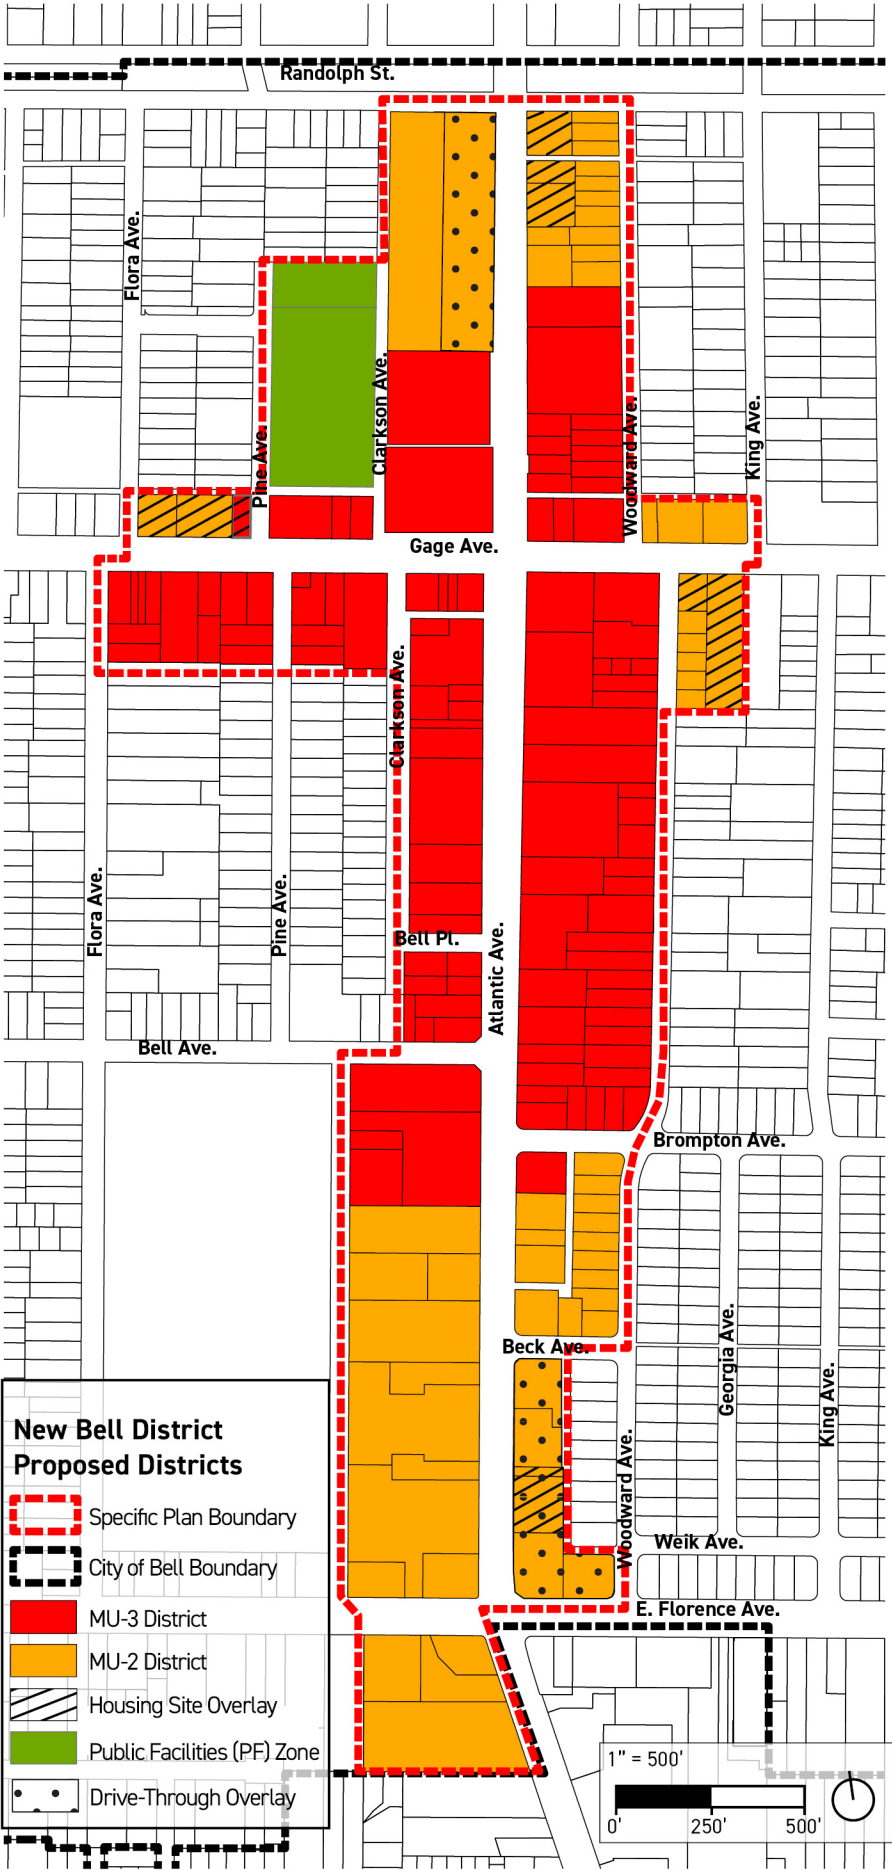 Randolph St.
Flora Ave.
Clarkson Ave.
Pine Ave.
Woodward Ave.
King Ave.
Gage Ave.
Clarkson Ave.
Flora Ave.
Pine Ave.
Bell Pl.
Atlantic Ave.
Bell Ave.
Brompton Ave.
Beck Ave.
Georgia Ave.
King Ave.
Woodward Ave.
Weik Ave.
E. Florence Ave.
New Bell District
Proposed Districts
Specific Plan Boundary
City of Bell Boundary
MU-3 District
MU-2 District
Housing Site Overlay
Public Facilities (PF) Zone
Drive-Through Overlay
1" = 500'
0' 250' 500'